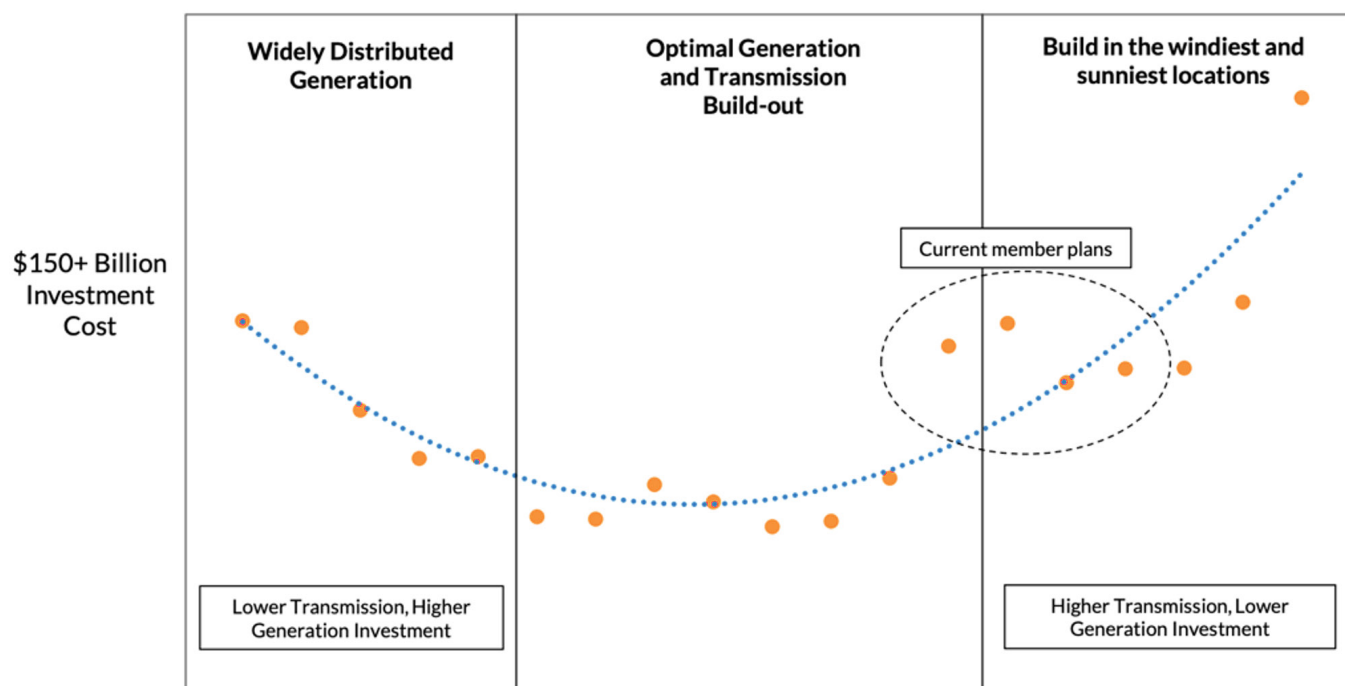 Widely Distributed
Generation
Optimal Generation
and Transmission
Build-out
Build in the windiest and
sunniest locations
$150+ Billion
Investment
Cost
Current member plans
Lower Transmission, Higher
Generation Investment
Higher Transmission, Lower
Generation Investment